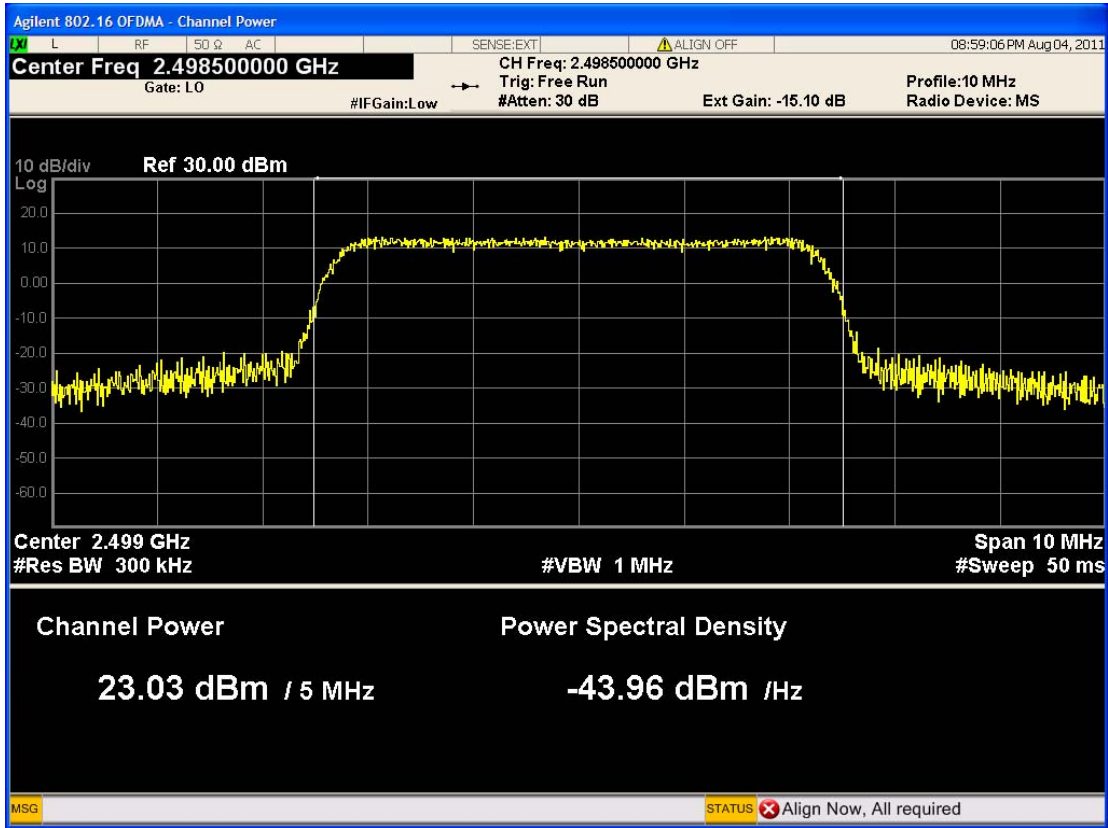 Agilent 802.16 OFDMA - Channel Power
LXI L RF 50 Ω AC SENSE:EXT ALIGN OFF 08:59:06 PM Aug 04, 2011
Center Freq 2.498500000 GHz
Gate: LO
#IFGain:Low
CH Freq: 2.498500000 GHz
Trig: Free Run
#Atten: 30 dB
Ext Gain: -15.10 dB
Profile:10 MHz
Radio Device: MS
10 dB/div Ref 30.00 dBm
Log
20.0
10.0
0.00
-10.0
-20.0
-30.0
-40.0
-50.0
-60.0
Center 2.499 GHz Span 10 MHz
#Res BW 300 kHz #VBW 1 MHz #Sweep 50 ms
Channel Power Power Spectral Density
23.03 dBm / 5 MHz -43.96 dBm /Hz
MSG STATUS Align Now, All required